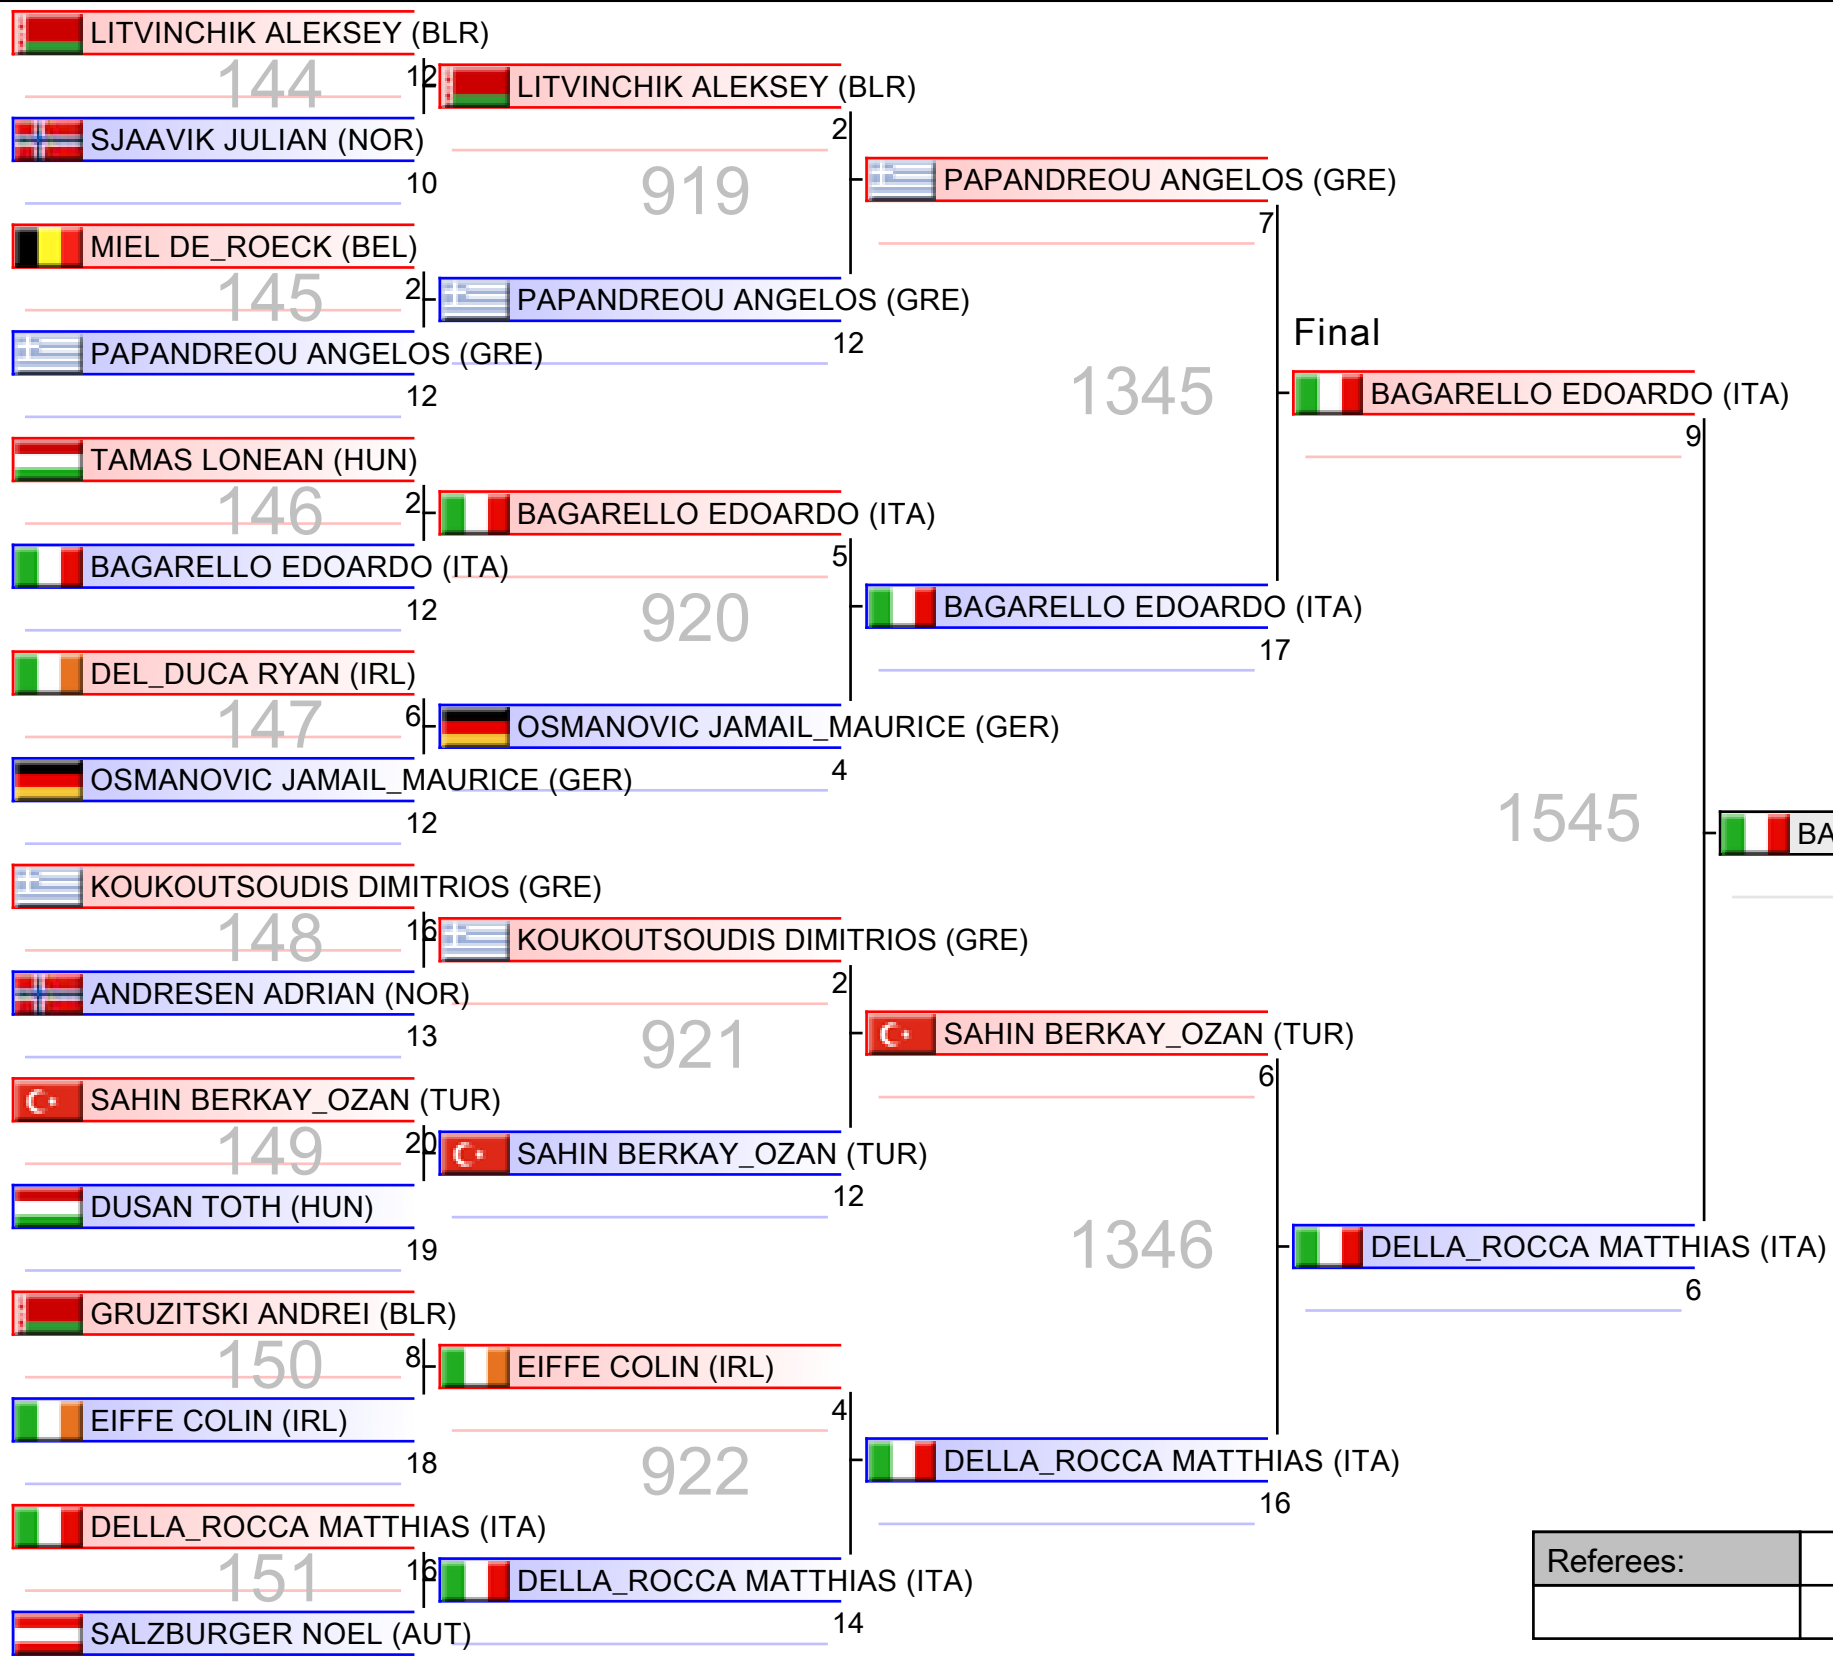 LITVINCHIK ALEKSEY (BLR)
144
12
SJAAVIK JULIAN (NOR)
10
MIEL DE_ROECK (BEL)
145
2
PAPANDREOU ANGELOS (GRE)
12
TAMAS LONEAN (HUN)
146
2
BAGARELLO EDOARDO (ITA)
12
DEL_DUCA RYAN (IRL)
147
6
OSMANOVIC JAMAIL_MAURICE (GER)
12
KOUKOUTSOUDIS DIMITRIOS (GRE)
148
16
ANDRESEN ADRIAN (NOR)
13
SAHIN BERKAY_OZAN (TUR)
149
20
DUSAN TOTH (HUN)
19
GRUZITSKI ANDREI (BLR)
150
8
EIFFE COLIN (IRL)
18
DELLA_ROCCA MATTHIAS (ITA)
151
16
SALZBURGER NOEL (AUT)
LITVINCHIK ALEKSEY (BLR)
2
919
PAPANDREOU ANGELOS (GRE)
12
BAGARELLO EDOARDO (ITA)
5
920
OSMANOVIC JAMAIL_MAURICE (GER)
4
KOUKOUTSOUDIS DIMITRIOS (GRE)
2
921
SAHIN BERKAY_OZAN (TUR)
12
EIFFE COLIN (IRL)
4
922
DELLA_ROCCA MATTHIAS (ITA)
14
PAPANDREOU ANGELOS (GRE)
7
1345
BAGARELLO EDOARDO (ITA)
17
SAHIN BERKAY_OZAN (TUR)
6
1346
DELLA_ROCCA MATTHIAS (ITA)
16
Final
BAGARELLO EDOARDO (ITA)
9
1545
DELLA_ROCCA MATTHIAS (ITA)
6
BA
Referees: